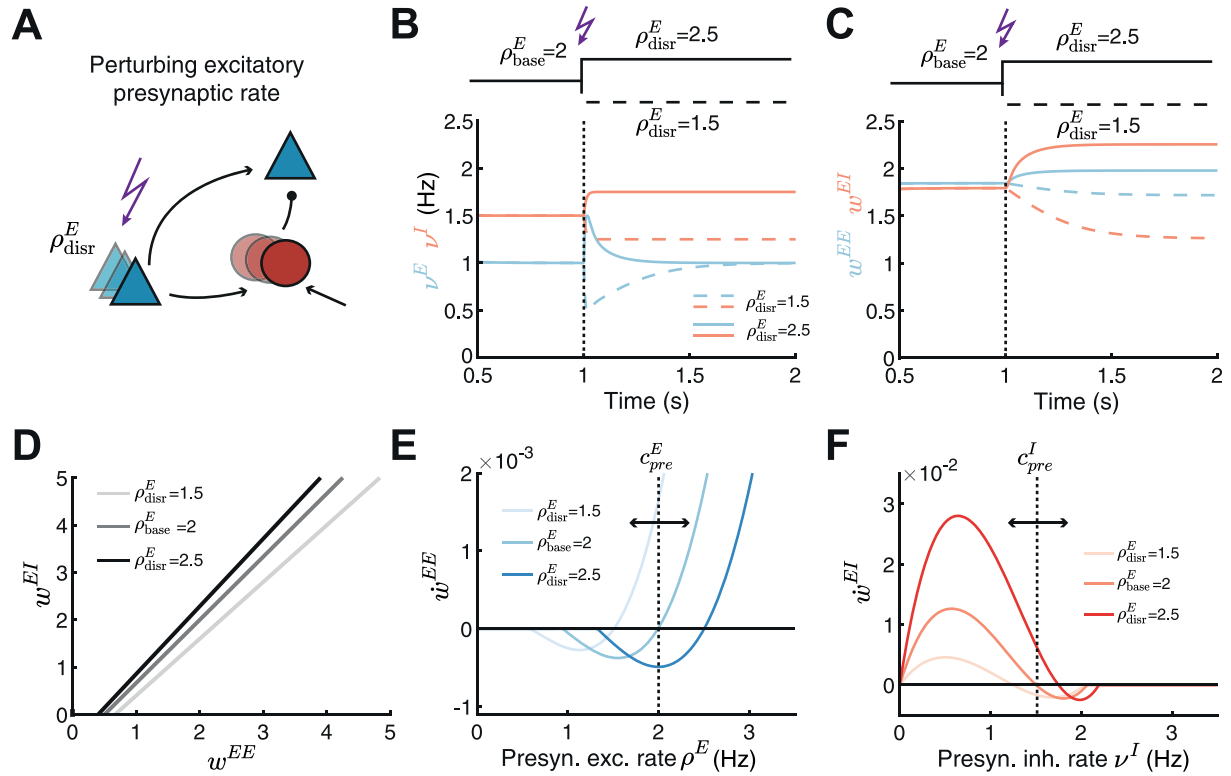 A
Perturbing excitatory
presynaptic rate
ρ^E_disr
B
ρ^E_base=2
ρ^E_disr=2.5
ρ^E_disr=1.5
2.5
2
1.5
1
0.5
0
ν^E ν^I (Hz)
ρ^E_disr=1.5
ρ^E_disr=2.5
0.5 1 1.5 2
Time (s)
C
ρ^E_base=2
ρ^E_disr=2.5
ρ^E_disr=1.5
2.5
2
1.5
1
0.5
0
w^EE w^EI
0.5 1 1.5 2
Time (s)
D
5
4
3
2
1
0
w^EI
ρ^E_disr=1.5
ρ^E_base=2
ρ^E_disr=2.5
0 1 2 3 4 5
w^EE
E
×10^-3
c^E_pre
2
1
0
-1
ẇ^EE
ρ^E_disr=1.5
ρ^E_base=2
ρ^E_disr=2.5
0 1 2 3
Presyn. exc. rate ρ^E (Hz)
F
×10^-2
c^I_pre
3
2
1
0
ẇ^EI
ρ^E_disr=1.5
ρ^E_base=2
ρ^E_disr=2.5
0 1 2 3
Presyn. inh. rate ν^I (Hz)